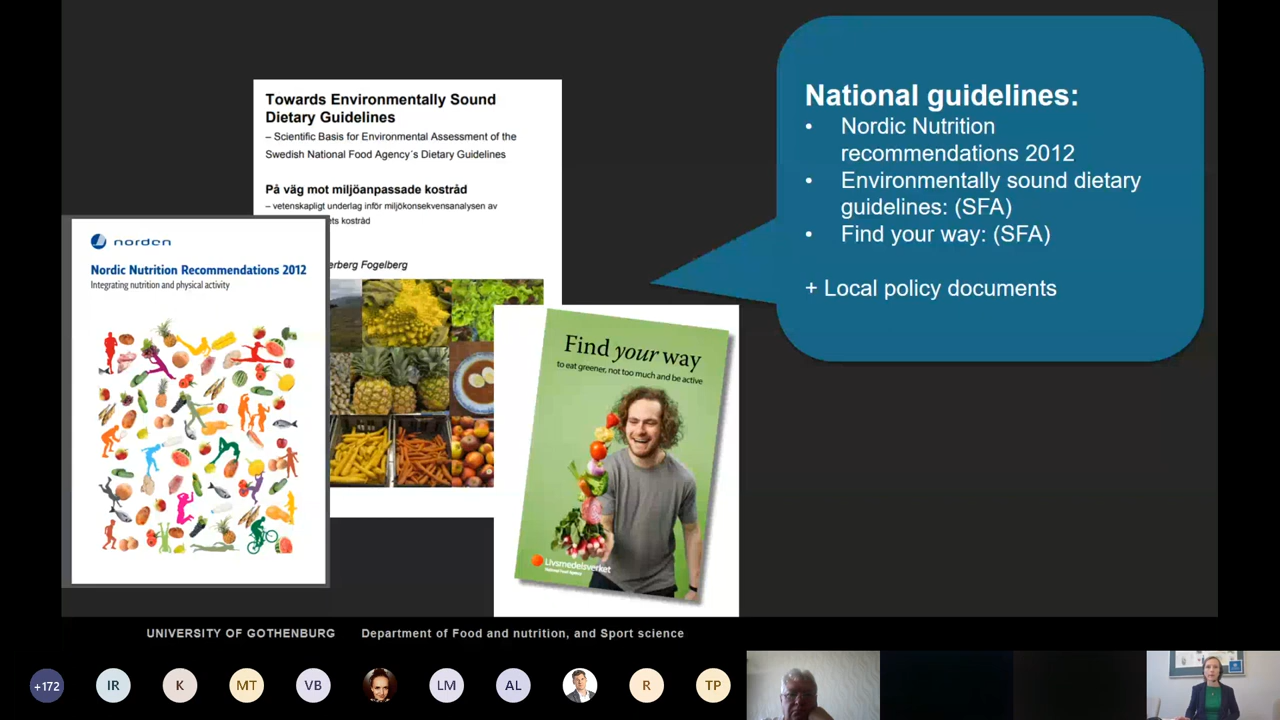 Towards Environmentally Sound
Dietary Guidelines
– Scientific Basis for Environmental Assessment of the
Swedish National Food Agency´s Dietary Guidelines
På väg mot miljöanpassade kostråd
– vetenskapligt underlag inför miljökonsekvensanalysen av
ets kostråd
erberg Fogelberg
norden
Nordic Nutrition Recommendations 2012
Integrating nutrition and physical activity
Find your way
to eat greener, not too much and be active
Livsmedelsverket
National Food Agency
National guidelines:
• Nordic Nutrition
recommendations 2012
• Environmentally sound dietary
guidelines: (SFA)
• Find your way: (SFA)
+ Local policy documents
UNIVERSITY OF GOTHENBURG Department of Food and nutrition, and Sport science
+172 IR K MT VB LM AL R TP